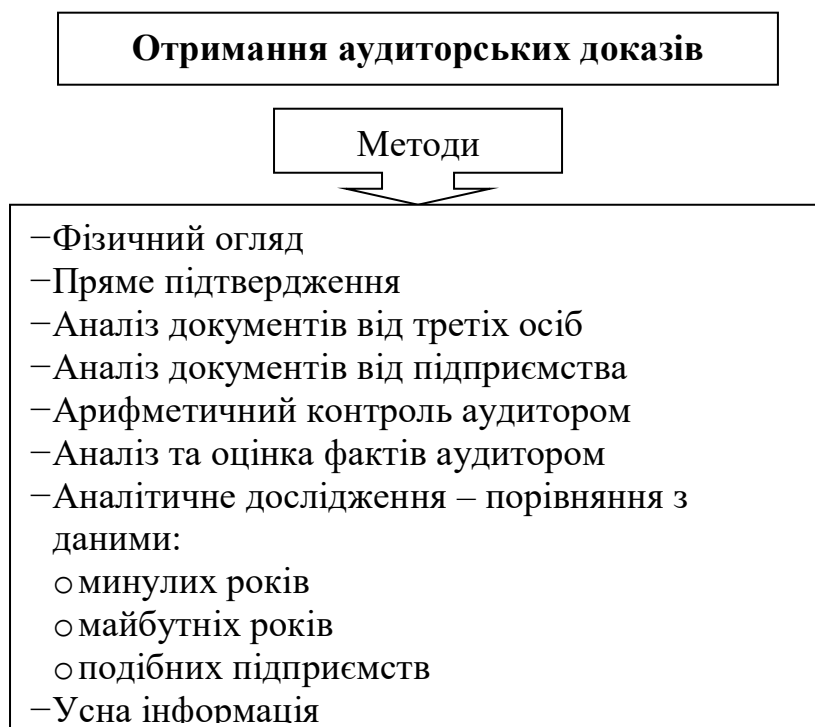 Отримання аудиторських доказів
Методи
−Фізичний огляд
−Пряме підтвердження
−Аналіз документів від третіх осіб
−Аналіз документів від підприємства
−Арифметичний контроль аудитором
−Аналіз та оцінка фактів аудитором
−Аналітичне дослідження – порівняння з
даними:
o минулих років
o майбутніх років
o подібних підприємств
−Усна інформація